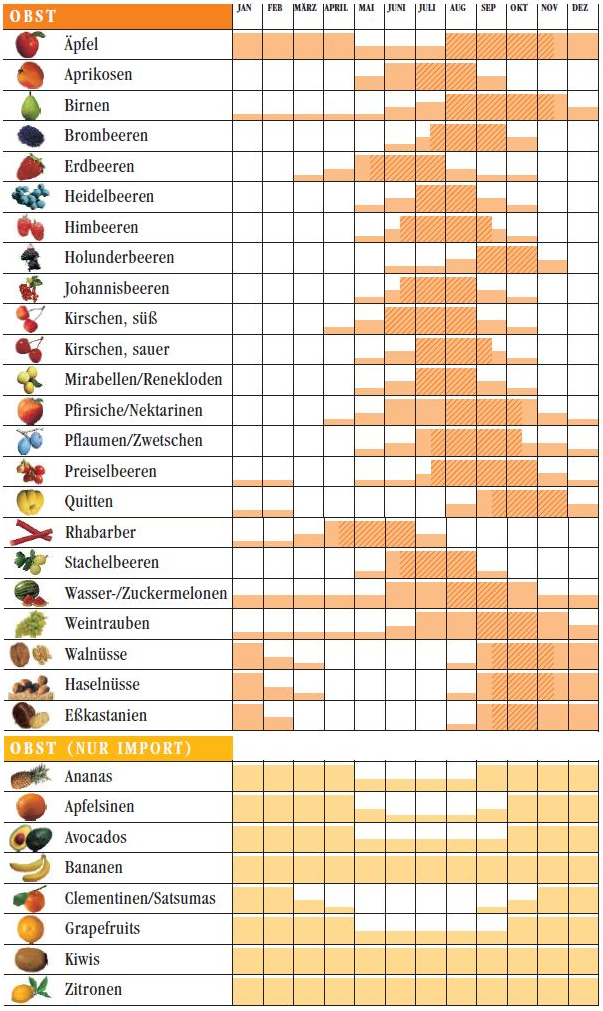 OBST JAN FEB MÄRZ APRIL MAI JUNI JULI AUG SEP OKT NOV DEZ
Äpfel
Aprikosen
Birnen
Brombeeren
Erdbeeren
Heidelbeeren
Himbeeren
Holunderbeeren
Johannisbeeren
Kirschen, süß
Kirschen, sauer
Mirabellen/Renekloden
Pfirsiche/Nektarinen
Pflaumen/Zwetschen
Preiselbeeren
Quitten
Rhabarber
Stachelbeeren
Wasser-/Zuckermelonen
Weintrauben
Walnüsse
Haselnüsse
Eßkastanien
OBST (NUR IMPORT)
Ananas
Apfelsinen
Avocados
Bananen
Clementinen/Satsumas
Grapefruits
Kiwis
Zitronen